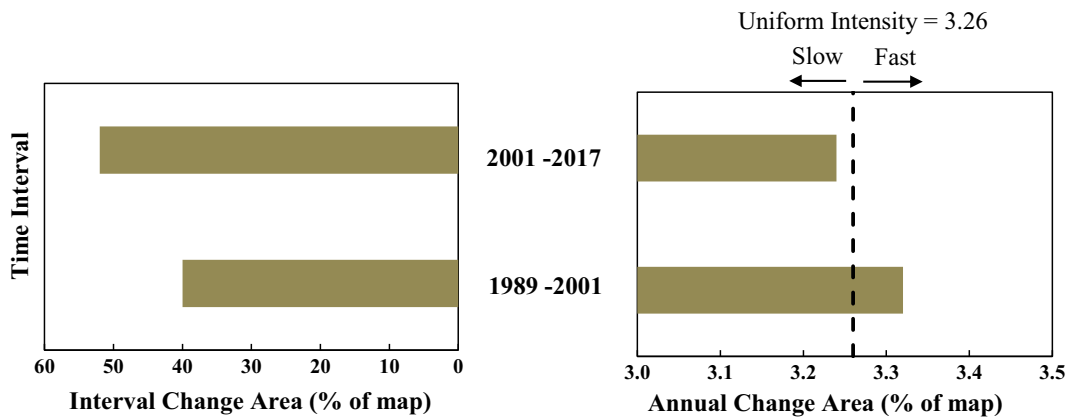 Uniform Intensity = 3.26
Slow Fast
Time Interval
2001 -2017
1989 -2001
60 50 40 30 20 10 0
3.0 3.1 3.2 3.3 3.4 3.5
Interval Change Area (% of map)
Annual Change Area (% of map)